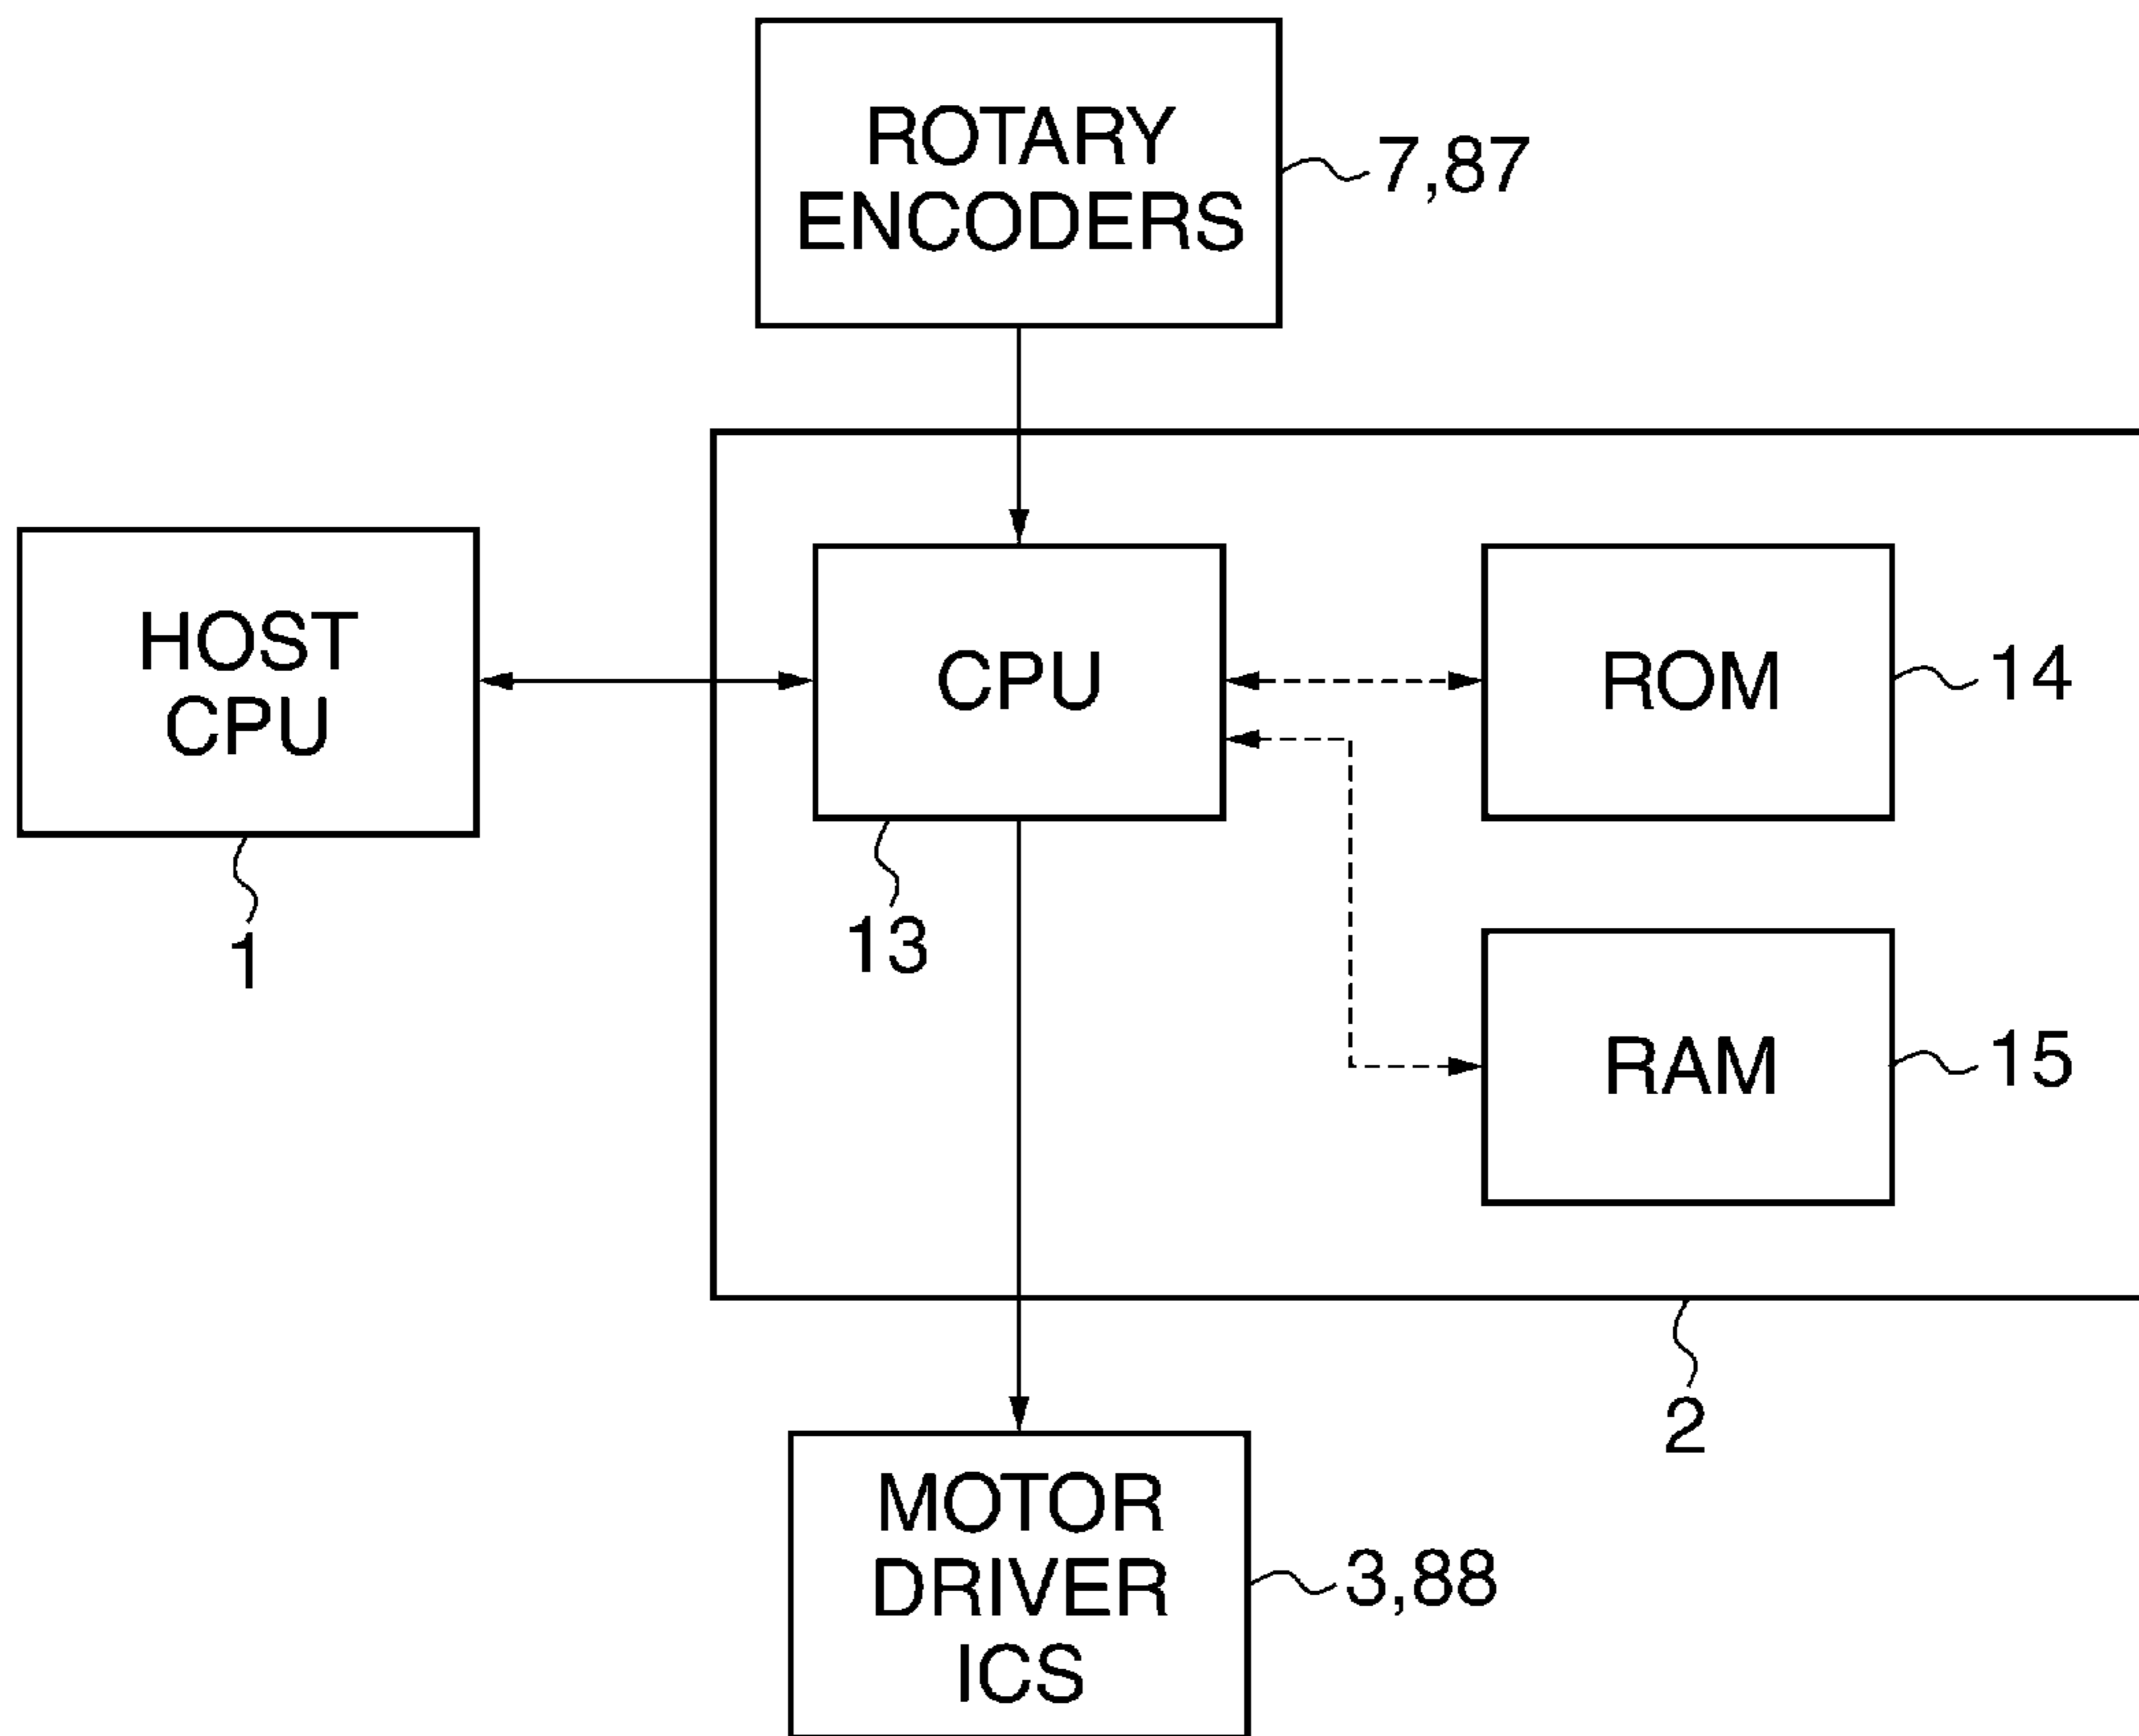 ROTARY
ENCODERS
7,87
HOST
CPU
1
CPU
13
ROM
14
RAM
15
2
MOTOR
DRIVER
ICS
3,88